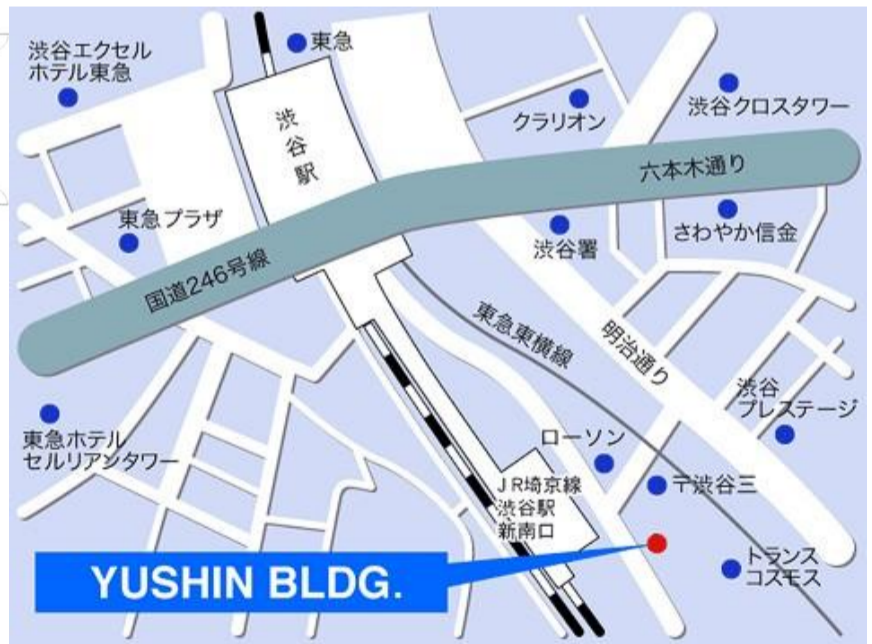 渋谷エクセル
ホテル東急
東急
渋谷駅
クラリオン
渋谷クロスタワー
六本木通り
東急プラザ
渋谷署
さわやか信金
国道246号線
東急東横線
明治通り
渋谷
プレステージ
東急ホテル
セルリアンタワー
ローソン
JR埼京線
渋谷駅
新南口
〒渋谷三
トランス
コスモス
YUSHIN BLDG.